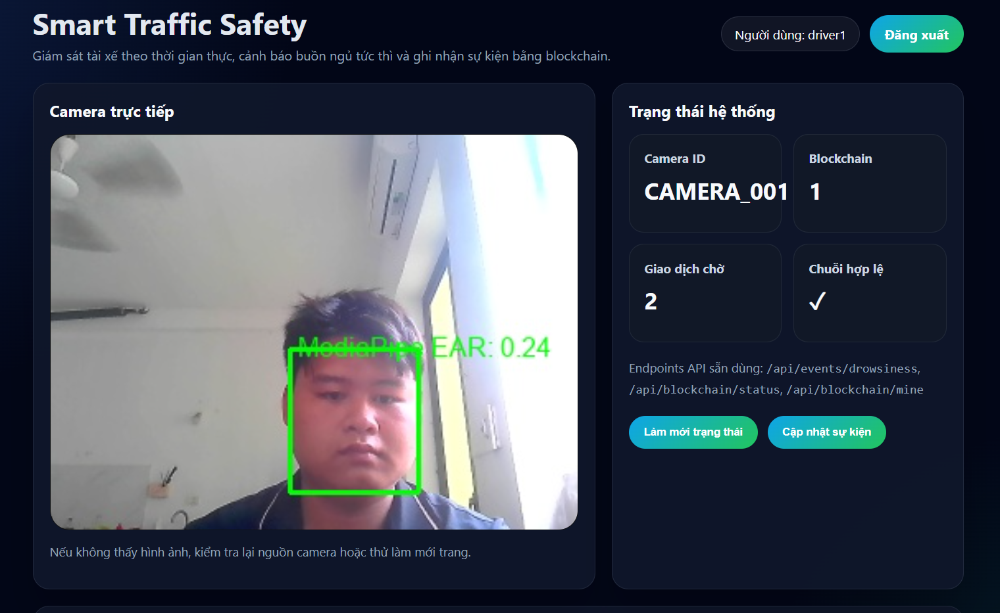 Smart Traffic Safety
Giám sát tài xế theo thời gian thực, cảnh báo buồn ngủ tức thì và ghi nhận sự kiện bằng blockchain.
Người dùng: driver1
Đăng xuất
Camera trực tiếp
MediaPipe EAR: 0.24
Nếu không thấy hình ảnh, kiểm tra lại nguồn camera hoặc thử làm mới trang.
Trạng thái hệ thống
Camera ID
CAMERA_001
Blockchain
1
Giao dịch chờ
2
Chuỗi hợp lệ
✓
Endpoints API sẵn dùng: /api/events/drowsiness,
/api/blockchain/status, /api/blockchain/mine
Làm mới trạng thái
Cập nhật sự kiện